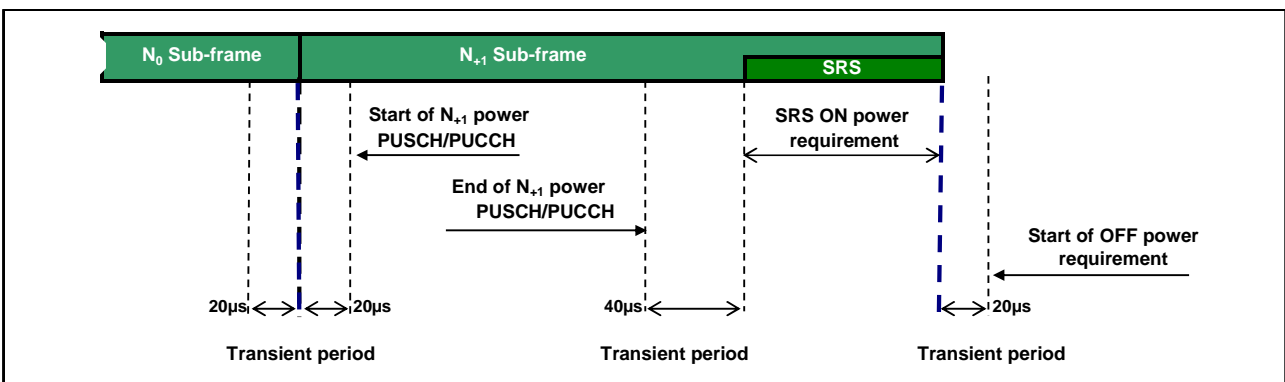 N₀ Sub-frame
N₊₁ Sub-frame
SRS
Start of N₊₁ power
PUSCH/PUCCH
SRS ON power
requirement
End of N₊₁ power
PUSCH/PUCCH
Start of OFF power
requirement
20µs
20µs
40µs
20µs
Transient period
Transient period
Transient period